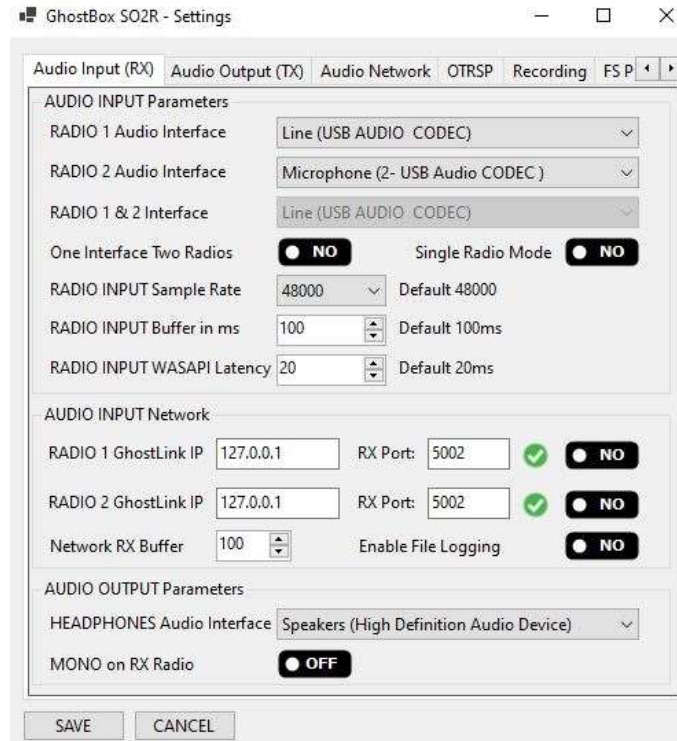 GhostBox SO2R - Settings
Audio Input (RX) Audio Output (TX) Audio Network OTRSP Recording FS P
AUDIO INPUT Parameters
RADIO 1 Audio Interface Line (USB AUDIO  CODEC)
RADIO 2 Audio Interface Microphone (2- USB Audio CODEC )
RADIO 1 & 2 Interface Line (USB AUDIO  CODEC)
One Interface Two Radios NO Single Radio Mode NO
RADIO INPUT Sample Rate 48000 Default 48000
RADIO INPUT Buffer in ms 100 Default 100ms
RADIO INPUT WASAPI Latency 20 Default 20ms
AUDIO INPUT Network
RADIO 1 GhostLink IP 127.0.0.1 RX Port: 5002 NO
RADIO 2 GhostLink IP 127.0.0.1 RX Port: 5002 NO
Network RX Buffer 100 Enable File Logging NO
AUDIO OUTPUT Parameters
HEADPHONES Audio Interface Speakers (High Definition Audio Device)
MONO on RX Radio OFF
SAVE CANCEL